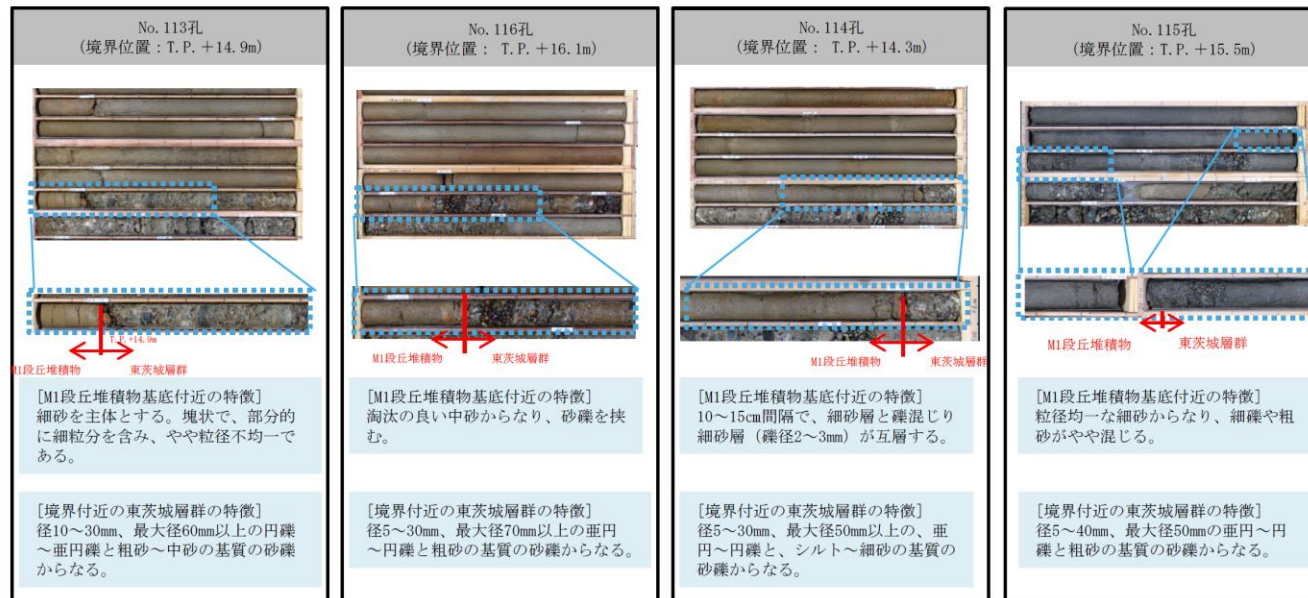 No.113孔
(境界位置：T.P.＋14.9m)
T.P.+14.9m
M1段丘堆積物
東茨城層群
[M1段丘堆積物基底付近の特徴]
細砂を主体とする。塊状で、部分的
に細粒分を含み、やや粒径不均一で
ある。
[境界付近の東茨城層群の特徴]
径10～30mm、最大径60mm以上の円礫
～亜円礫と粗砂～中砂の基質の砂礫
からなる。
No.116孔
(境界位置： T.P.＋16.1m)
M1段丘堆積物
東茨城層群
[M1段丘堆積物基底付近の特徴]
淘汰の良い中砂からなり、砂礫を挟
む。
[境界付近の東茨城層群の特徴]
径5～30mm、最大径70mm以上の亜円
～円礫と粗砂の基質の砂礫からなる。
No.114孔
(境界位置：T.P.＋14.3m)
M1段丘堆積物
東茨城層群
[M1段丘堆積物基底付近の特徴]
10～15㎝間隔で、細砂層と礫混じり
細砂層（礫径2～3mm）が互層する。
[境界付近の東茨城層群の特徴]
径5～30mm、最大径50mm以上の、亜
円～円礫と、シルト～細砂の基質の
砂礫からなる。
No.115孔
(境界位置：T.P.＋15.5m)
M1段丘堆積物
東茨城層群
[M1段丘堆積物基底付近の特徴]
粒径均一な細砂からなり、細礫や粗
砂がやや混じる。
[境界付近の東茨城層群の特徴]
径5～40mm、最大径50mmの亜円～円
礫と粗砂の基質の砂礫からなる。